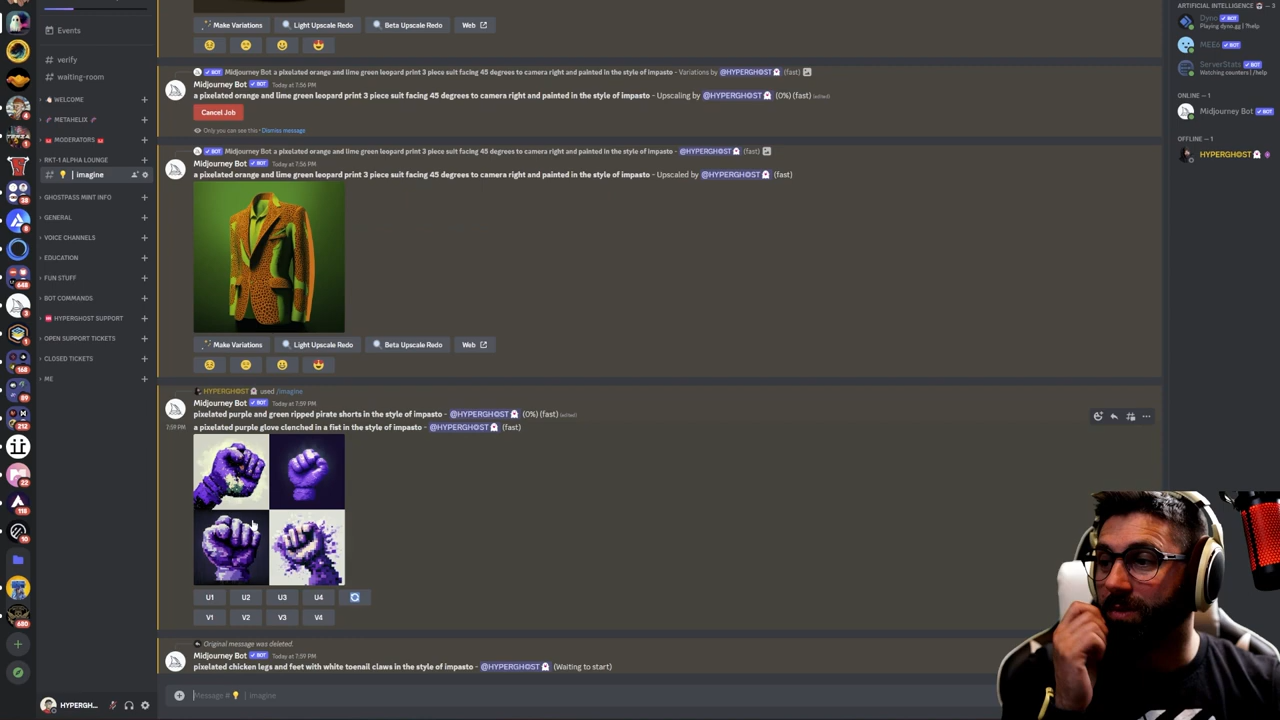 Events
verify
waiting-room
WELCOME
METAHELIX
MODERATORS
RKT-1 ALPHA LOUNGE
# 💡 | imagine
GHOSTPASS MINT INFO
GENERAL
VOICE CHANNELS
EDUCATION
FUN STUFF
BOT COMMANDS
HYPERGHOST SUPPORT
OPEN SUPPORT TICKETS
CLOSED TICKETS
ME
HYPERGH...
Make Variations Light Upscale Redo Beta Upscale Redo Web
✓ BOT Midjourney Bot a pixelated orange and lime green leopard print 3 piece suit facing 45 degrees to camera right and painted in the style of impasto - Variations by @HYPERGHOST (fast)
Midjourney Bot ✓ BOT Today at 7:56 PM
a pixelated orange and lime green leopard print 3 piece suit facing 45 degrees to camera right and painted in the style of impasto - Upscaling by @HYPERGHOST (0%) (fast) (edited)
Cancel Job
Only you can see this • Dismiss message
✓ BOT Midjourney Bot a pixelated orange and lime green leopard print 3 piece suit facing 45 degrees to camera right and painted in the style of impasto - @HYPERGHOST (fast)
Midjourney Bot ✓ BOT Today at 7:56 PM
a pixelated orange and lime green leopard print 3 piece suit facing 45 degrees to camera right and painted in the style of impasto - Upscaled by @HYPERGHOST (fast)
Make Variations Light Upscale Redo Beta Upscale Redo Web
HYPERGHOST used /imagine
Midjourney Bot ✓ BOT Today at 7:59 PM
pixelated purple and green ripped pirate shorts in the style of impasto - @HYPERGHOST (0%) (fast) (edited)
7:59 PM a pixelated purple glove clenched in a fist in the style of impasto - @HYPERGHOST (fast)
U1 U2 U3 U4
V1 V2 V3 V4
Original message was deleted.
Midjourney Bot ✓ BOT Today at 7:59 PM
pixelated chicken legs and feet with white toenail claws in the style of impasto - @HYPERGHOST (Waiting to start)
Message # 💡 | imagine
ARTIFICIAL INTELLIGENCE — 3
Dyno ✓ BOT
Playing dyno.gg | ?help
MEE6 ✓ BOT
ServerStats ✓ BOT
Watching counters | /help
ONLINE — 1
Midjourney Bot ✓ BOT
OFFLINE — 1
HYPERGHOST